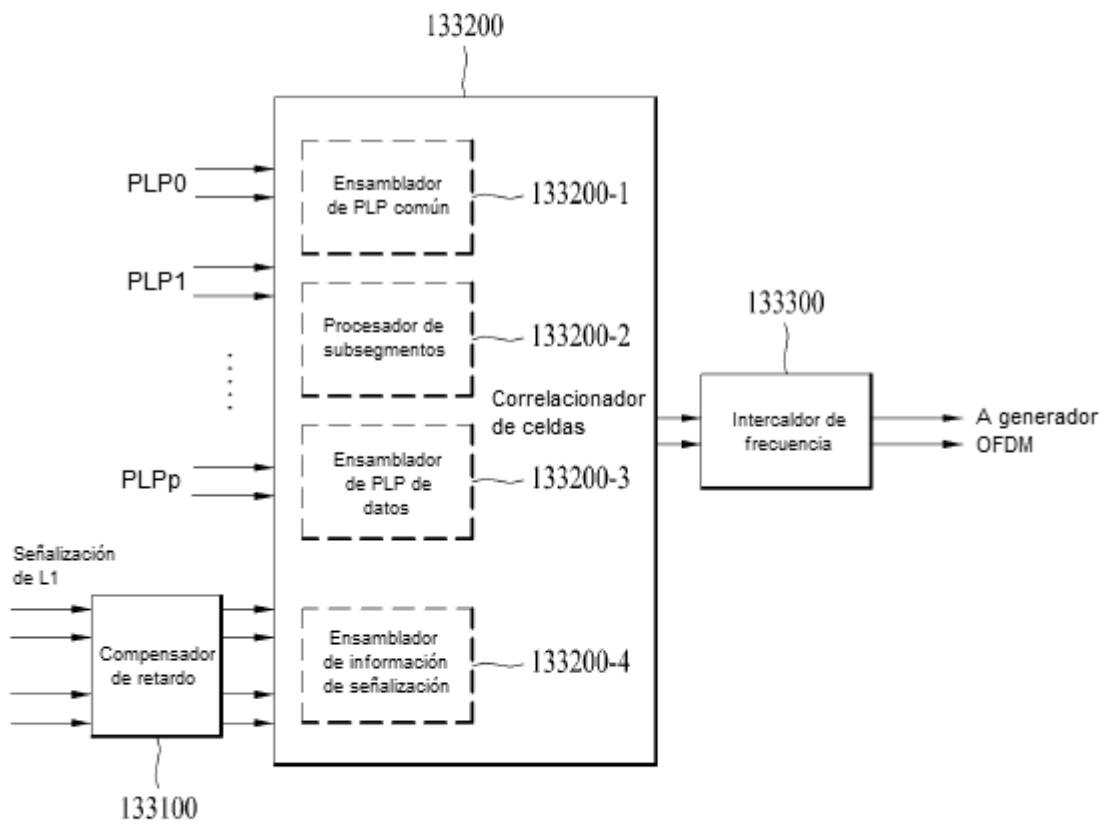 133200
PLP0
Ensamblador
de PLP común
133200-1
PLP1
Procesador de
subsegmentos
133200-2
133300
Correlacionador
de celdas
Intercaldor de
frecuencia
A generador
OFDM
PLPp
Ensamblador
de PLP de
datos
133200-3
Señalización
de L1
Compensador
de retardo
Ensamblador
de información
de señalización
133200-4
133100